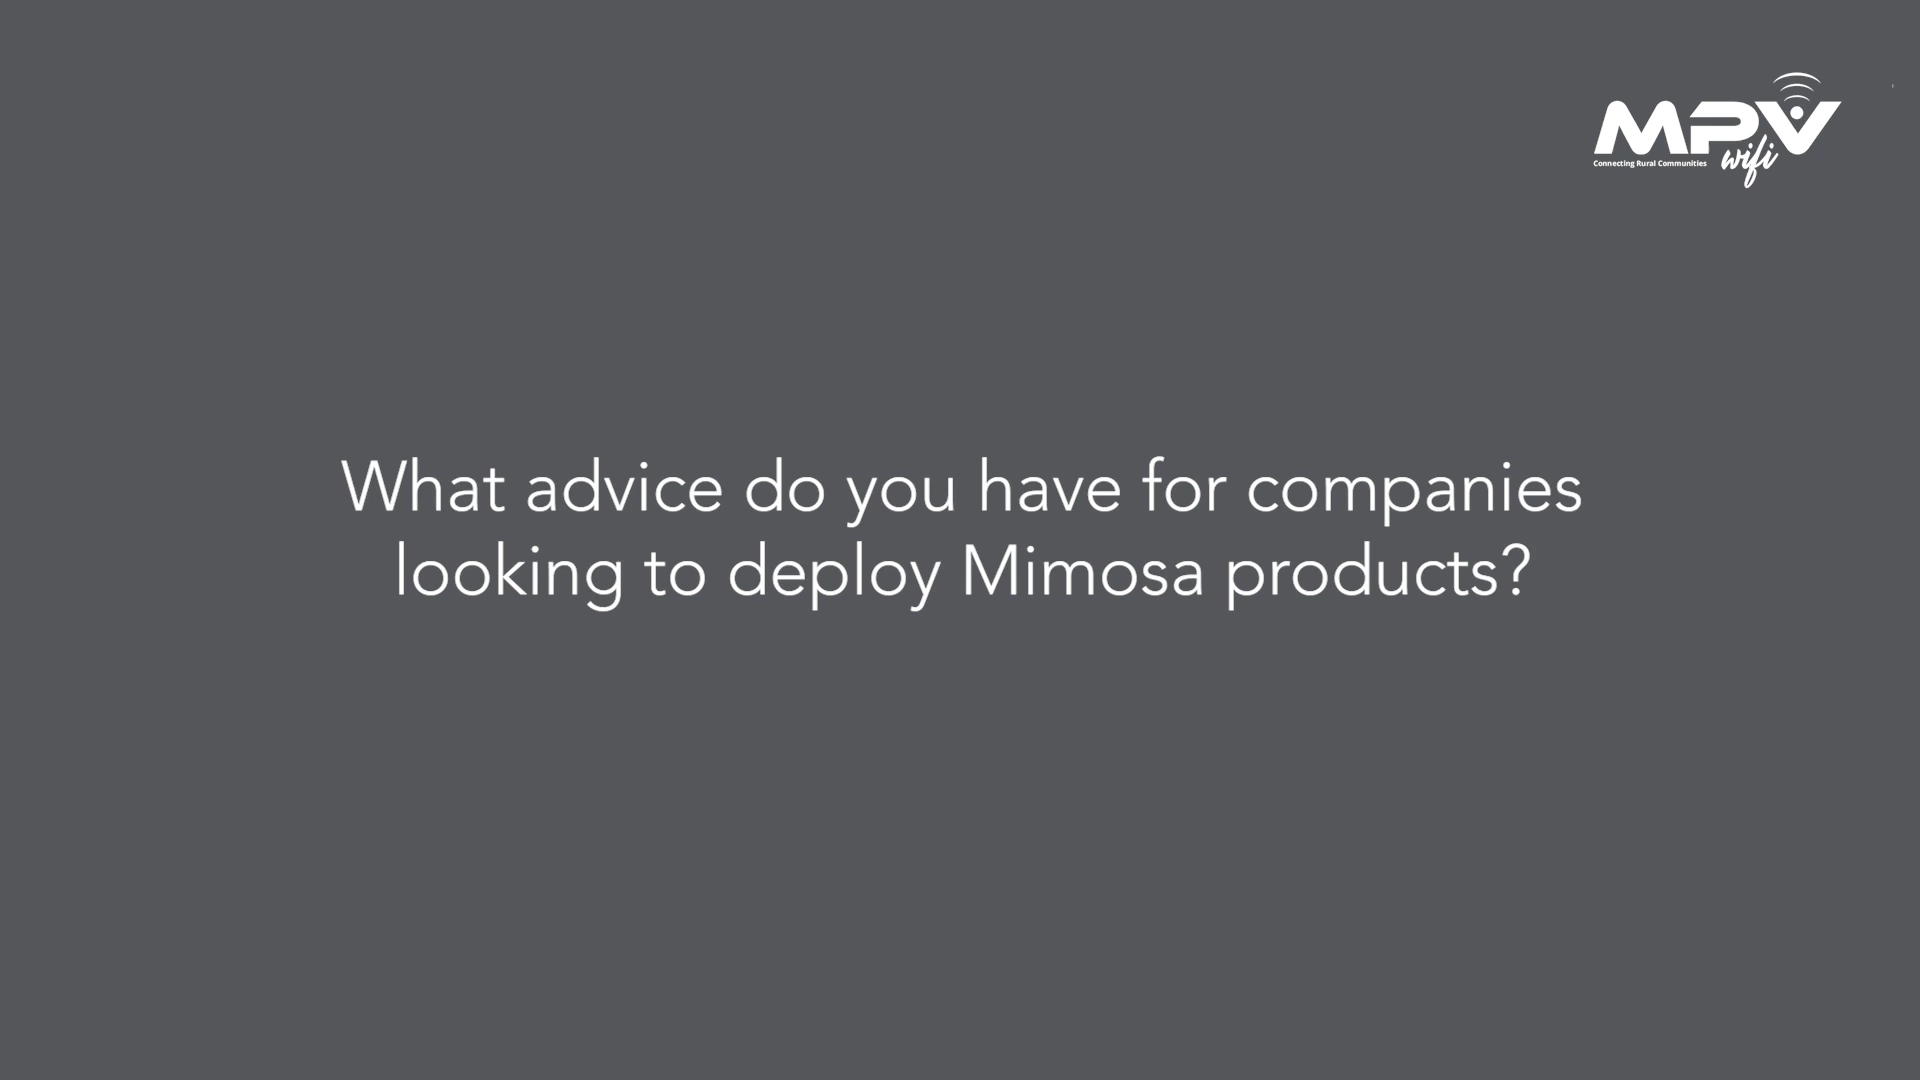 MPV
Connecting Rural Communities
wifi
What advice do you have for companies
looking to deploy Mimosa products?